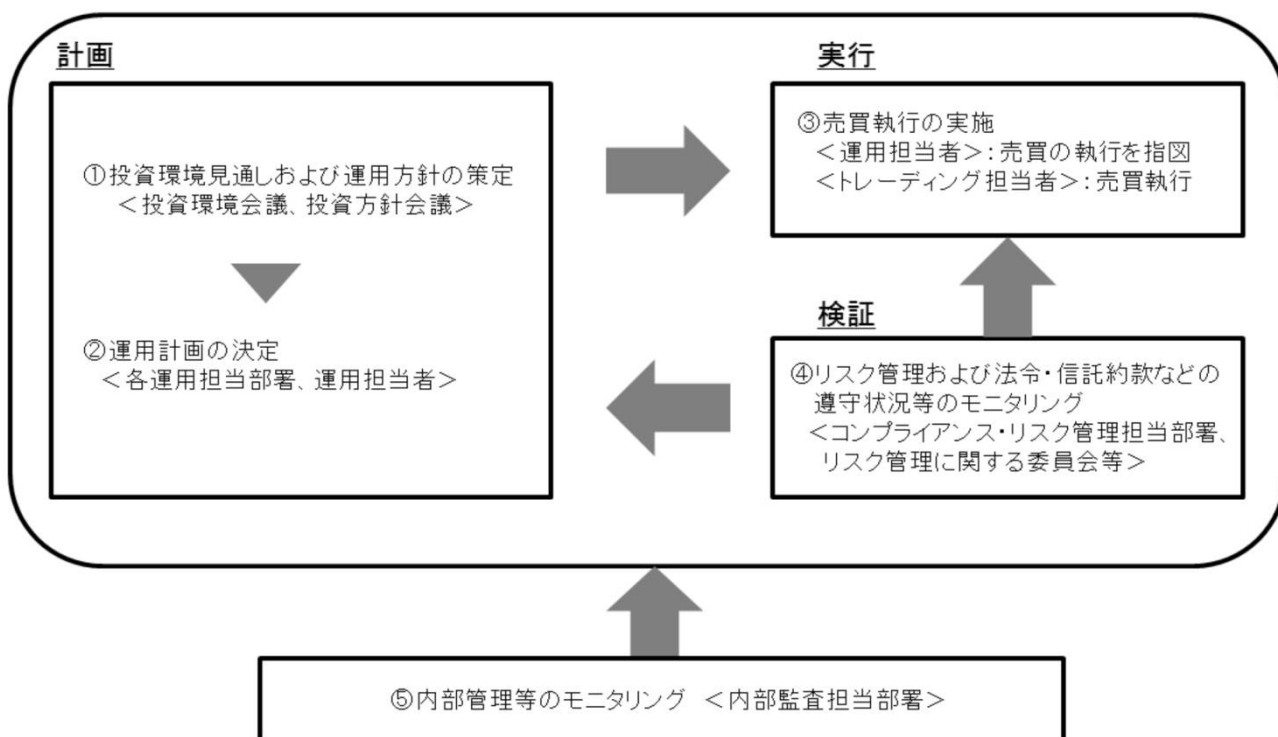 計画
①投資環境見通しおよび運用方針の策定
＜投資環境会議、投資方針会議＞
②運用計画の決定
＜各運用担当部署、運用担当者＞
実行
③売買執行の実施
＜運用担当者＞：売買の執行を指図
＜トレーディング担当者＞：売買執行
検証
④リスク管理および法令・信託約款などの
遵守状況等のモニタリング
＜コンプライアンス・リスク管理担当部署、
リスク管理に関する委員会等＞
⑤内部管理等のモニタリング ＜内部監査担当部署＞